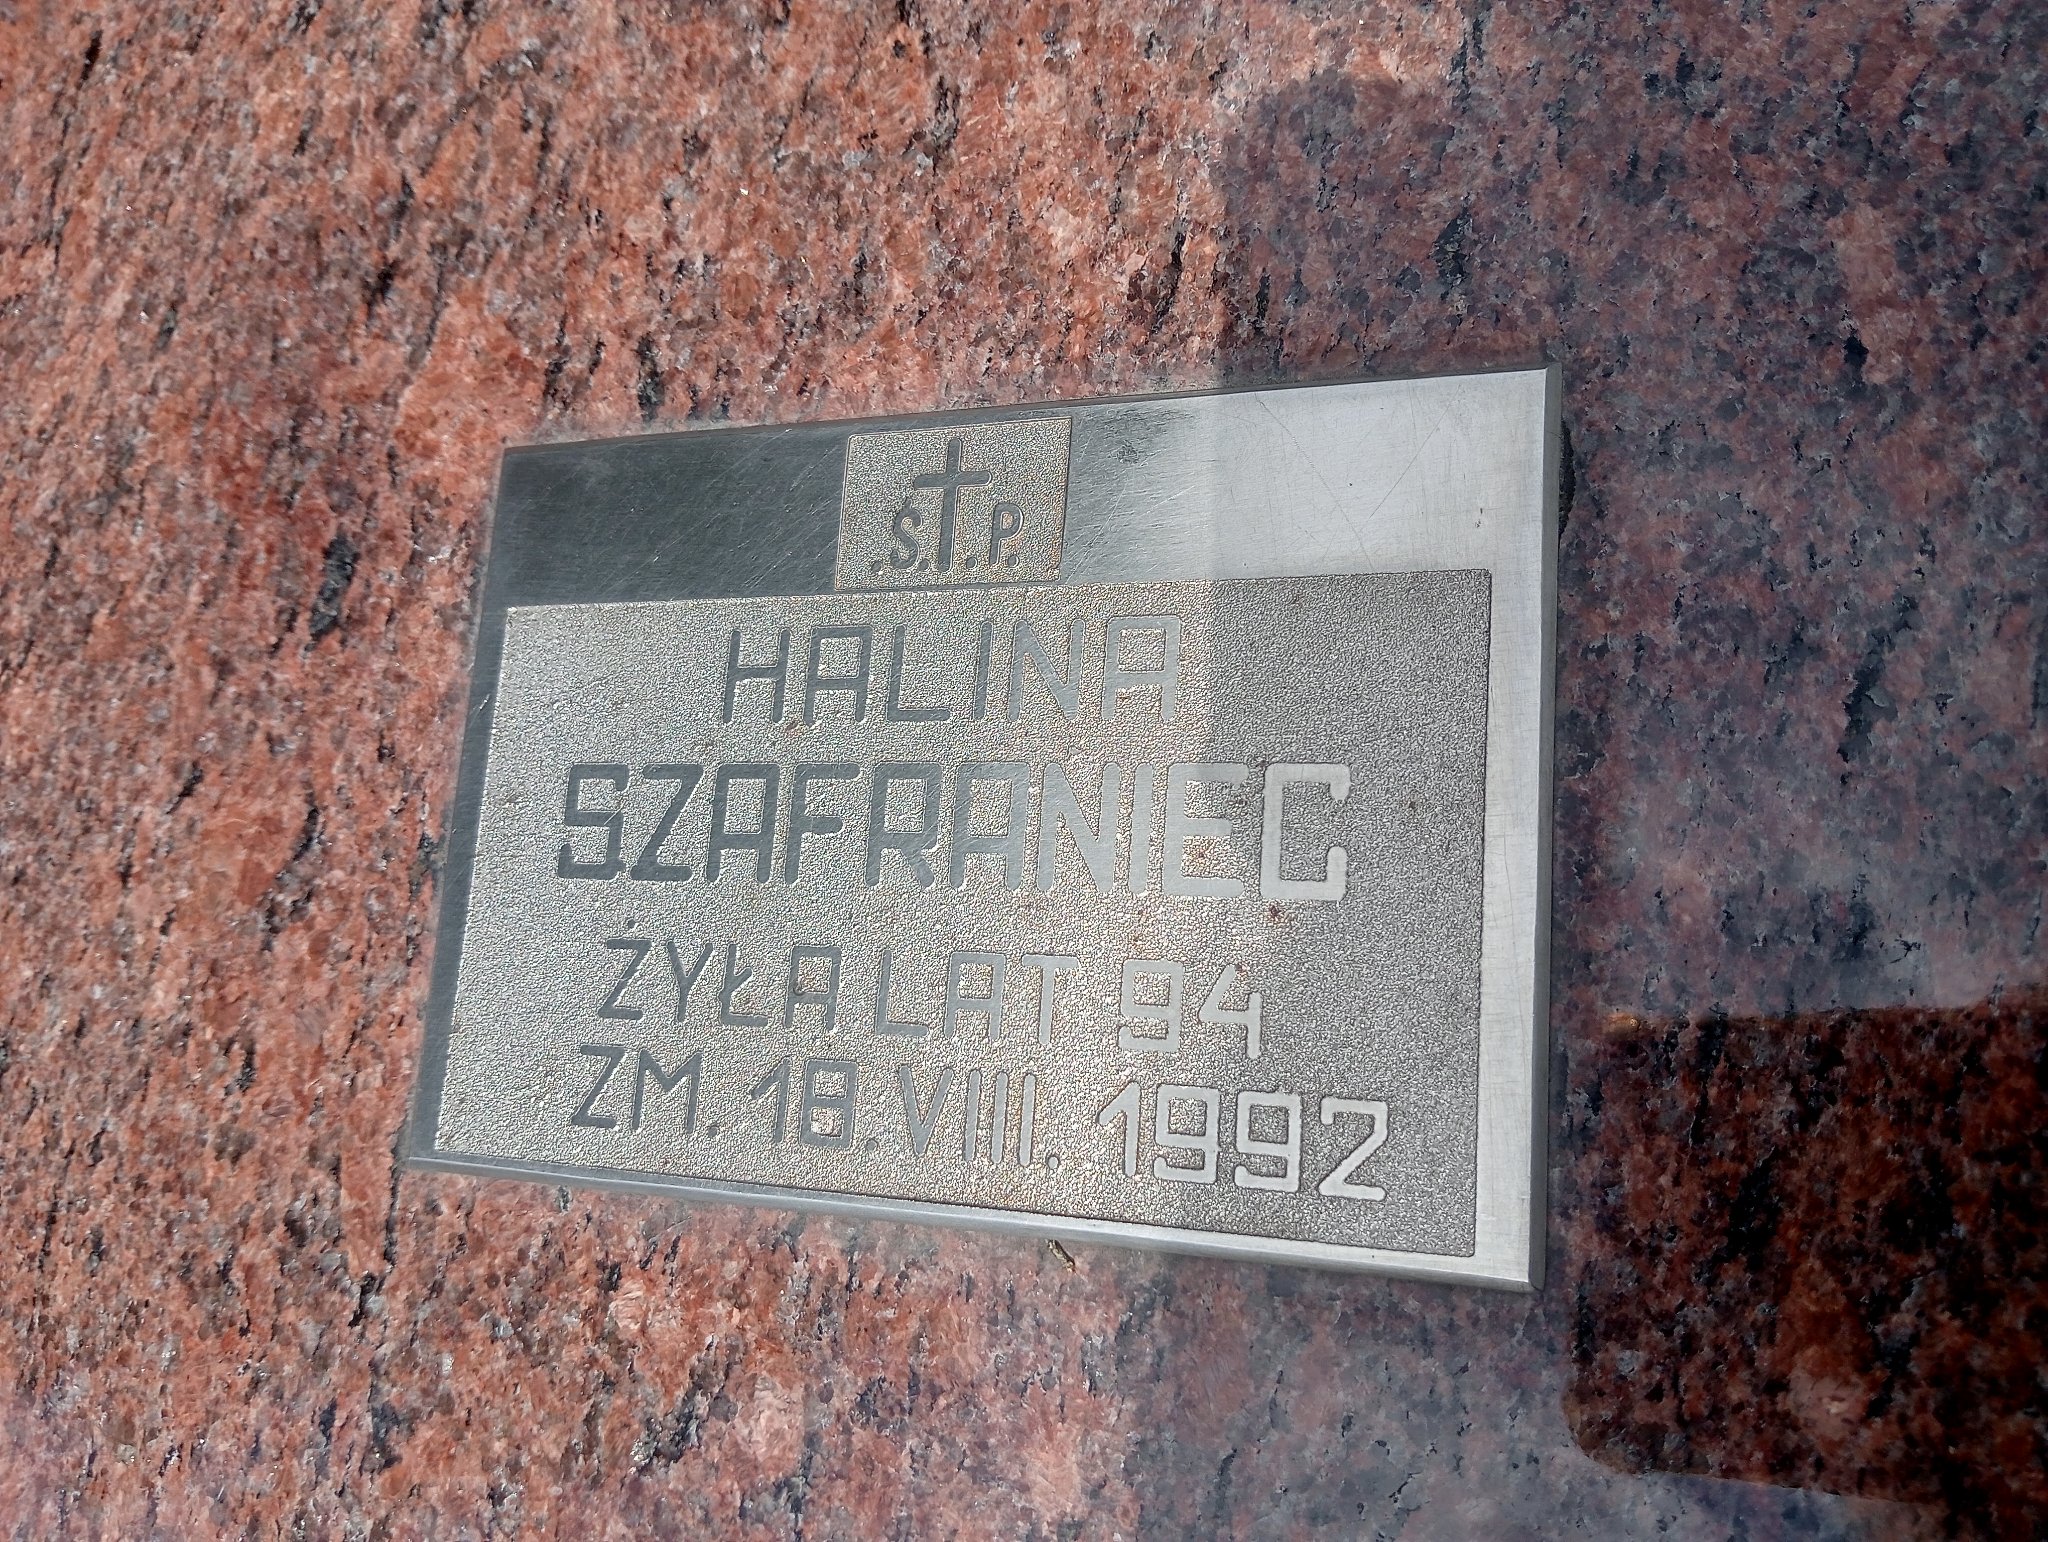 Ś.P.
HALINA
SZAFRANIEC
ŻYŁA LAT 94
ZM. 18.VIII.1992